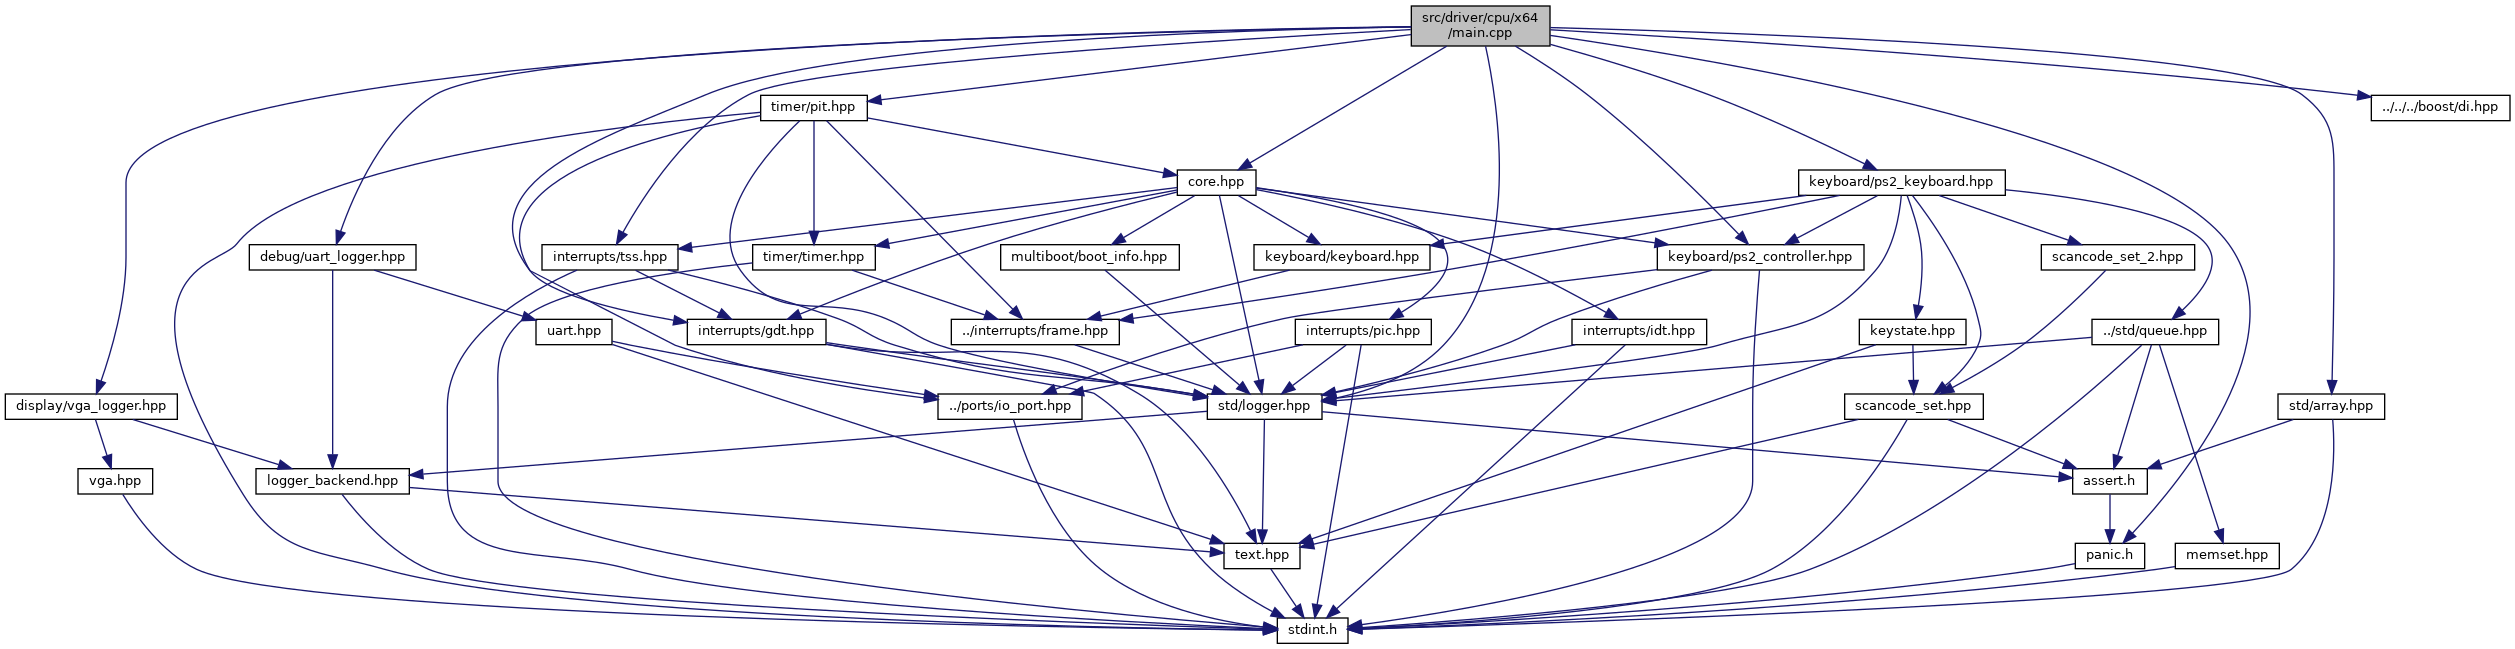 src/driver/cpu/x64
/main.cpp
timer/pit.hpp
../../../boost/di.hpp
core.hpp
keyboard/ps2_keyboard.hpp
debug/uart_logger.hpp
interrupts/tss.hpp
timer/timer.hpp
multiboot/boot_info.hpp
keyboard/keyboard.hpp
keyboard/ps2_controller.hpp
scancode_set_2.hpp
uart.hpp
interrupts/gdt.hpp
../interrupts/frame.hpp
interrupts/pic.hpp
interrupts/idt.hpp
keystate.hpp
../std/queue.hpp
display/vga_logger.hpp
../ports/io_port.hpp
std/logger.hpp
scancode_set.hpp
std/array.hpp
vga.hpp
logger_backend.hpp
assert.h
text.hpp
panic.h
memset.hpp
stdint.h